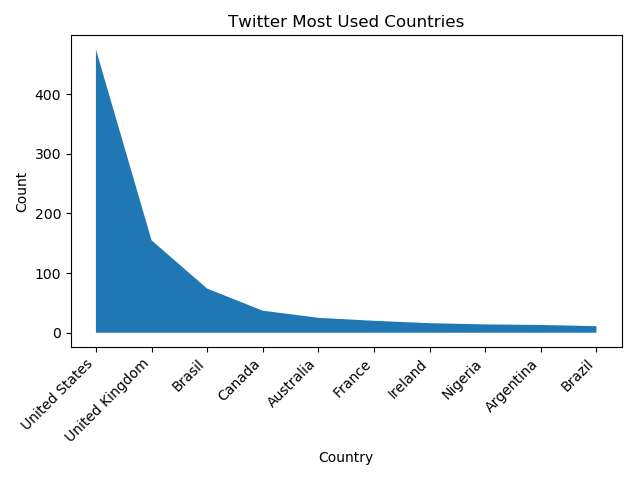 Twitter Most Used Countries
Count
400
300
200
100
0
United States
United Kingdom
Brasil
Canada
Australia
France
Ireland
Nigeria
Argentina
Brazil
Country